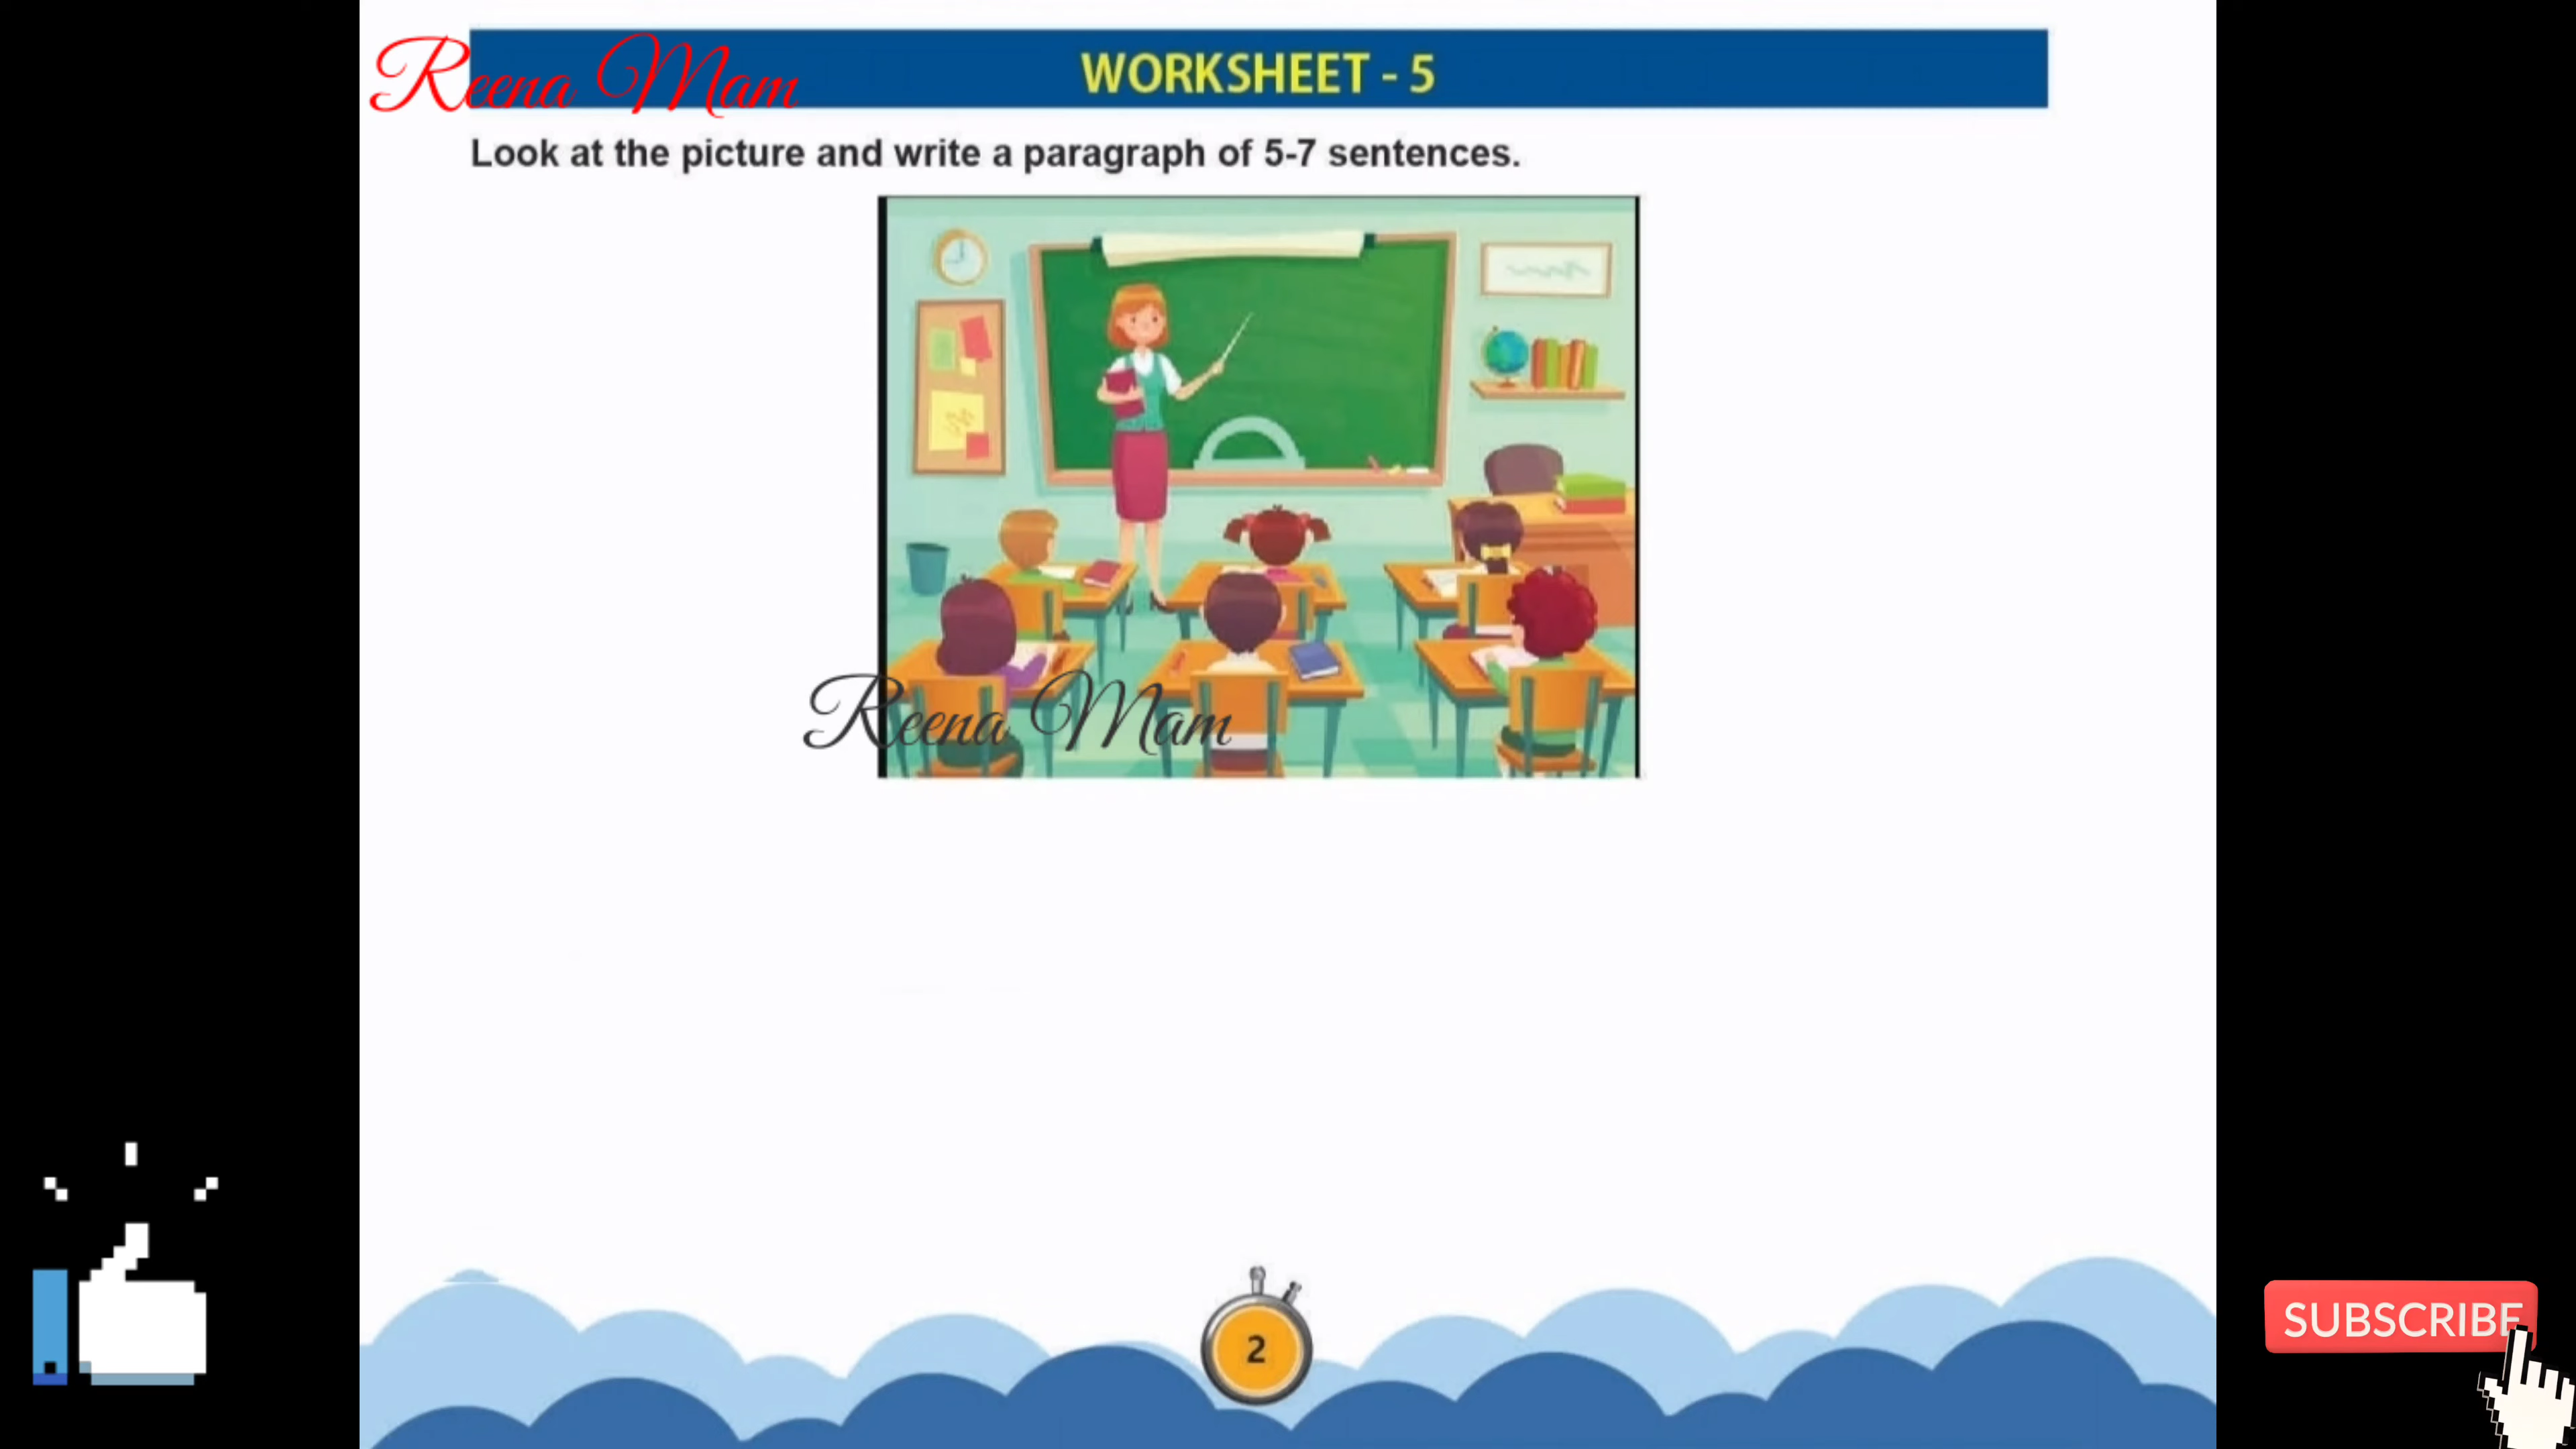 Reena Mam
WORKSHEET - 5
Look at the picture and write a paragraph of 5-7 sentences.
Reena Mam
2
SUBSCRIBE